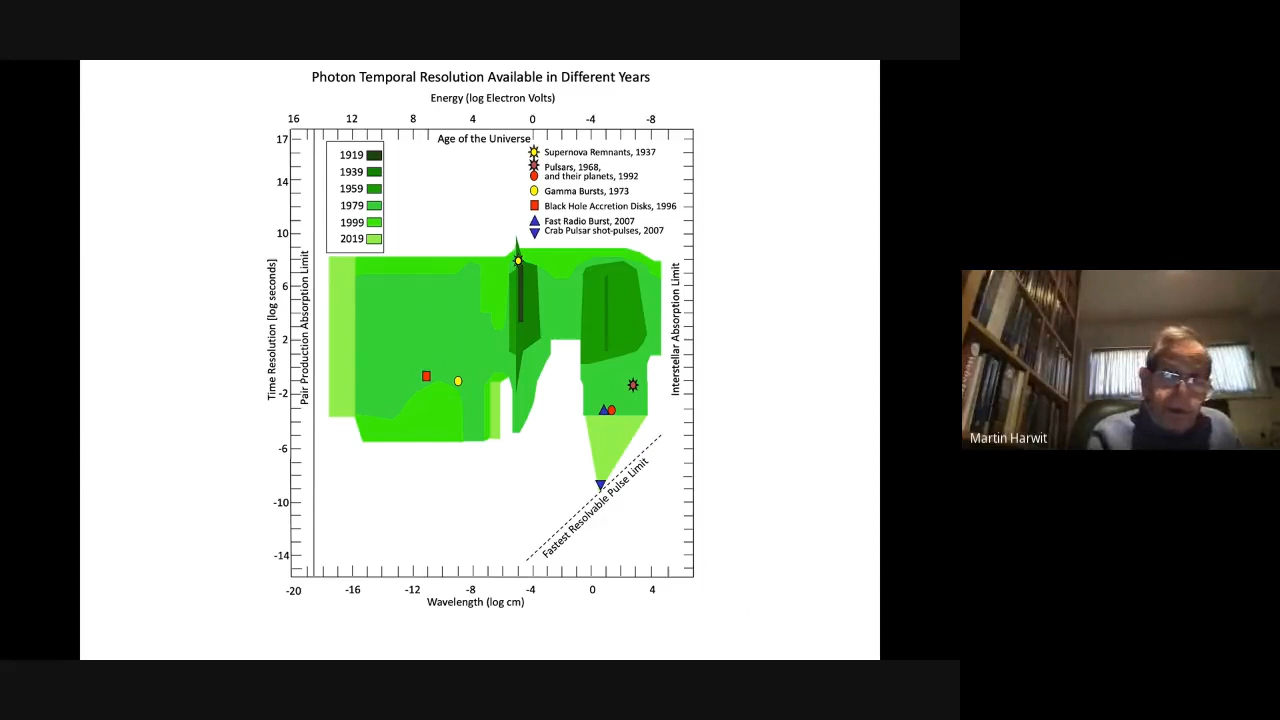 Photon Temporal Resolution Available in Different Years
Energy (log Electron Volts)
16 12 8 4 0 -4 -8
Age of the Universe
17
14
10
6
2
-2
-6
-10
-14
Time Resolution [log seconds]
Pair Production Absorption Limit
1919
1939
1959
1979
1999
2019
Supernova Remnants, 1937
Pulsars, 1968,
and their planets, 1992
Gamma Bursts, 1973
Black Hole Accretion Disks, 1996
Fast Radio Burst, 2007
Crab Pulsar shot-pulses, 2007
Interstellar Absorption Limit
Fastest Resolvable Pulse Limit
-20 -16 -12 -8 -4 0 4
Wavelength (log cm)
Martin Harwit